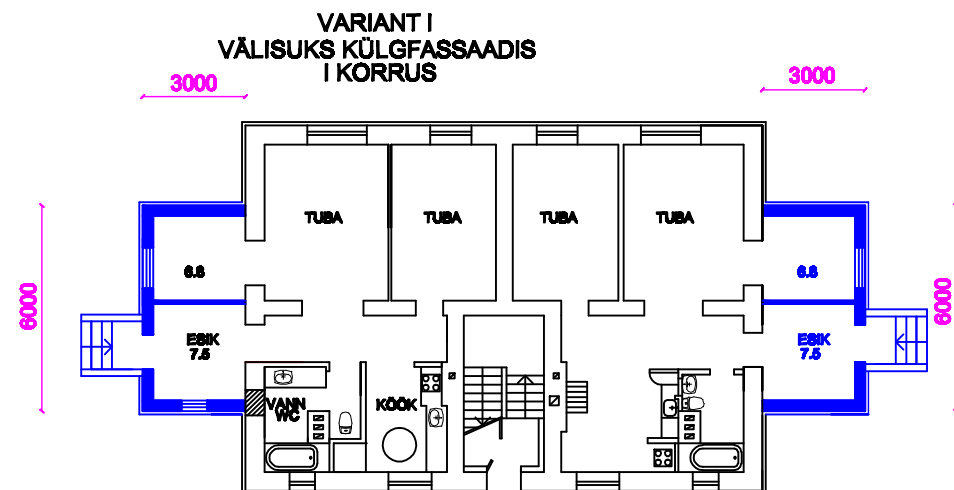 VARIANT I
VÄLISUKS KÜLGFASSAADIS
I KORRUS
3000
3000
TUBA
TUBA
TUBA
TUBA
6.8
6.8
6000
6000
ESIK
7.5
ESIK
7.5
VANN
WC
KÖÖK